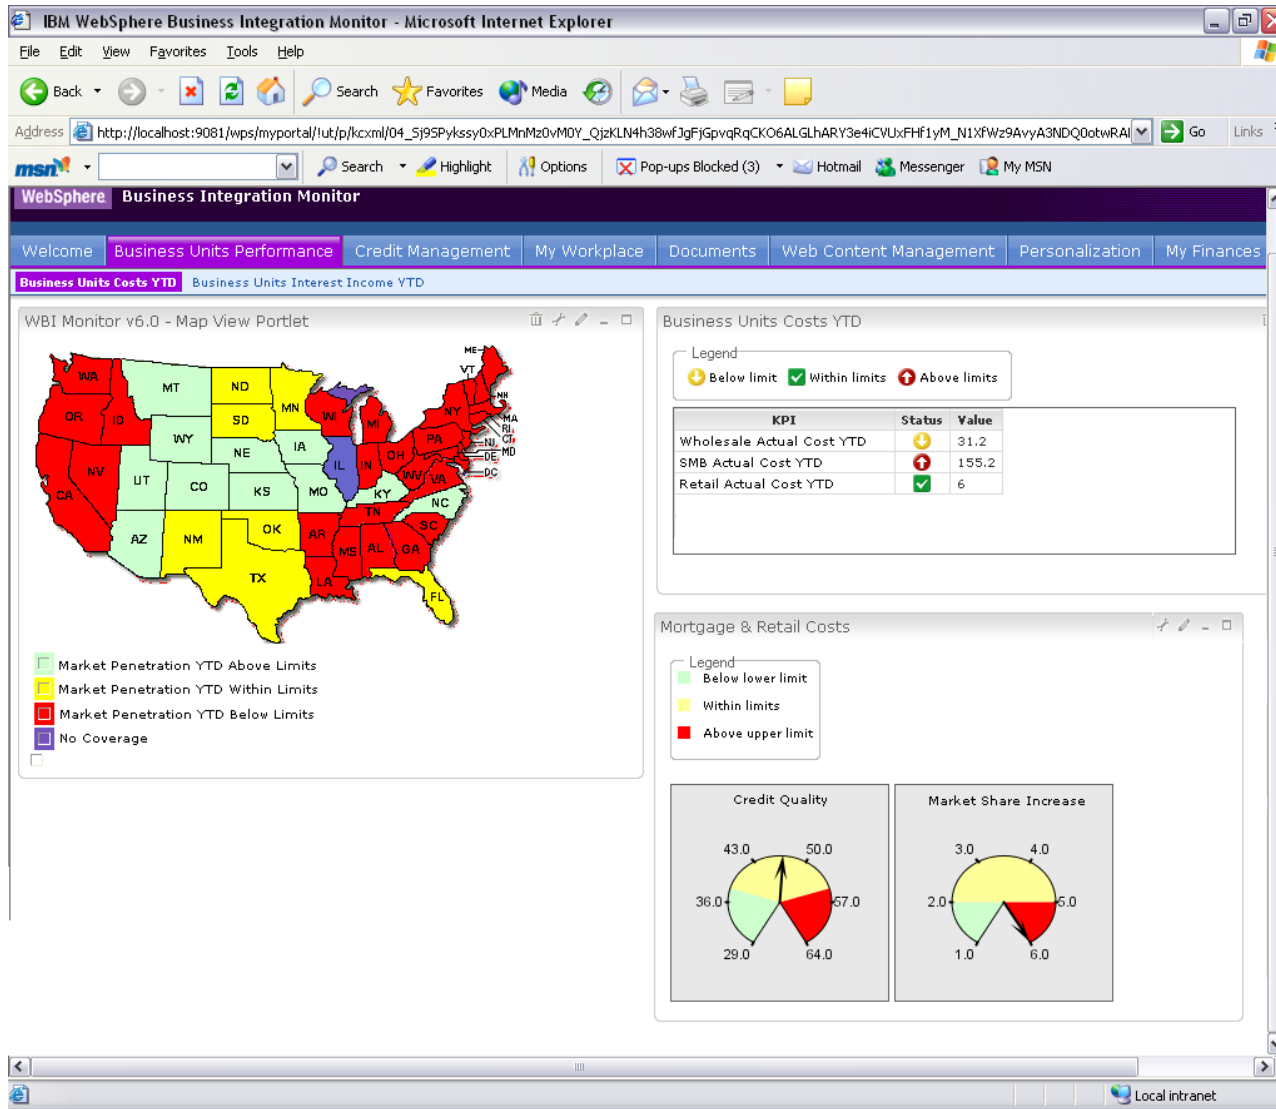 IBM WebSphere Business Integration Monitor - Microsoft Internet Explorer
File Edit View Favorites Tools Help
Back Search Favorites Media
Address http://localhost:9081/wps/myportal/!ut/p/kcxml/04_Sj9SPykssy0xPLMnMz0vM0Y_QjzKLN4h38wfJgFjGpvqRqCKO6ALGLhARY3e4iCVUxFHf1yM_N1XfWz9AvyA3NDQ0otwRAI Go Links
msn Search Highlight Options Pop-ups Blocked (3) Hotmail Messenger My MSN
WebSphere Business Integration Monitor
Welcome Business Units Performance Credit Management My Workplace Documents Web Content Management Personalization My Finances
Business Units Costs YTD Business Units Interest Income YTD
WBI Monitor v6.0 - Map View Portlet
ME
VT
WA MT ND MN NH
OR ID SD WI MI NY MA
RI
WY CT
NE IA PA NJ
OH DE MD
NV UT CO IL IN WV VA DC
CA KS MO KY NC
TN
AZ NM OK AR SC
MS AL GA
TX LA
FL
Market Penetration YTD Above Limits
Market Penetration YTD Within Limits
Market Penetration YTD Below Limits
No Coverage
Business Units Costs YTD
Legend
Below limit Within limits Above limits
KPI Status Value
Wholesale Actual Cost YTD 31.2
SMB Actual Cost YTD 155.2
Retail Actual Cost YTD 6
Mortgage & Retail Costs
Legend
Below lower limit
Within limits
Above upper limit
Credit Quality
43.0 50.0
36.0 57.0
29.0 64.0
Market Share Increase
3.0 4.0
2.0 5.0
1.0 6.0
Local intranet